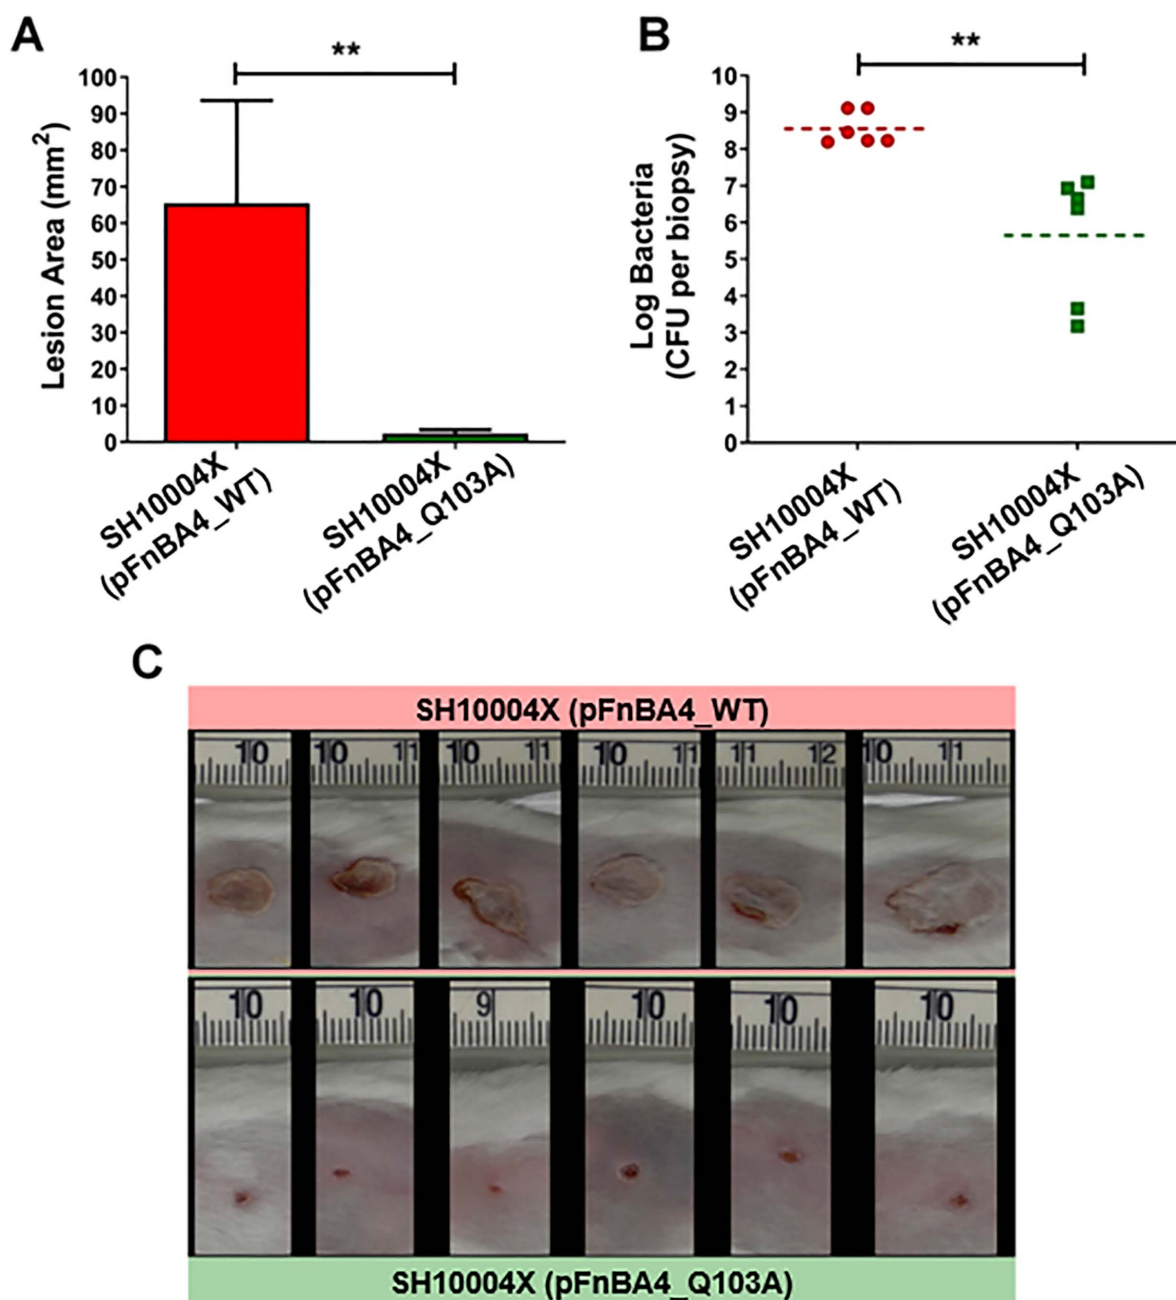 A
**
100
90
80
70
60
50
40
30
20
10
0
Lesion Area (mm²)
SH10004X
(pFnBA4_WT)
SH10004X
(pFnBA4_Q103A)
B
**
10
9
8
7
6
5
4
3
2
1
0
Log Bacteria
(CFU per biopsy)
SH10004X
(pFnBA4_WT)
SH10004X
(pFnBA4_Q103A)
C
SH10004X (pFnBA4_WT)
10
10 11
10 11
10 11
11 12
10 11
10
10
9
10
10
10
SH10004X (pFnBA4_Q103A)